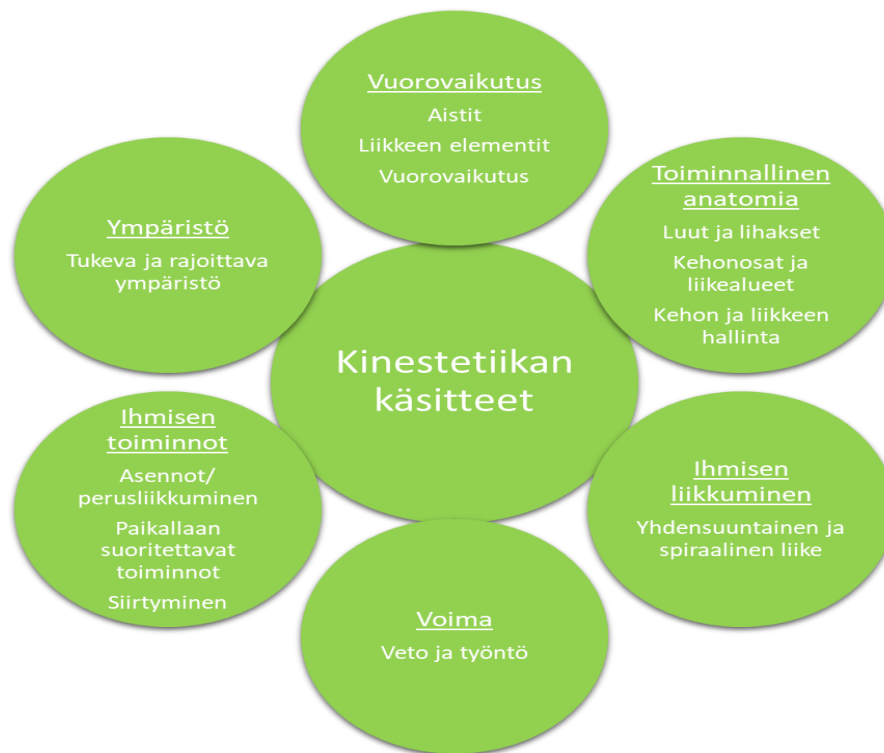 Vuorovaikutus
Aistit
Liikkeen elementit
Vuorovaikutus
Toiminnallinen
anatomia
Luut ja lihakset
Kehonosat ja
liikealueet
Kehon ja liikkeen
hallinta
Ihmisen
liikkuminen
Yhdensuuntainen ja
spiraalinen liike
Voima
Veto ja työntö
Ihmisen
toiminnot
Asennot/
perusliikkuminen
Paikallaan
suoritettavat
toiminnot
Siirtyminen
Ympäristö
Tukeva ja rajoittava
ympäristö
Kinestetiikan
käsitteet